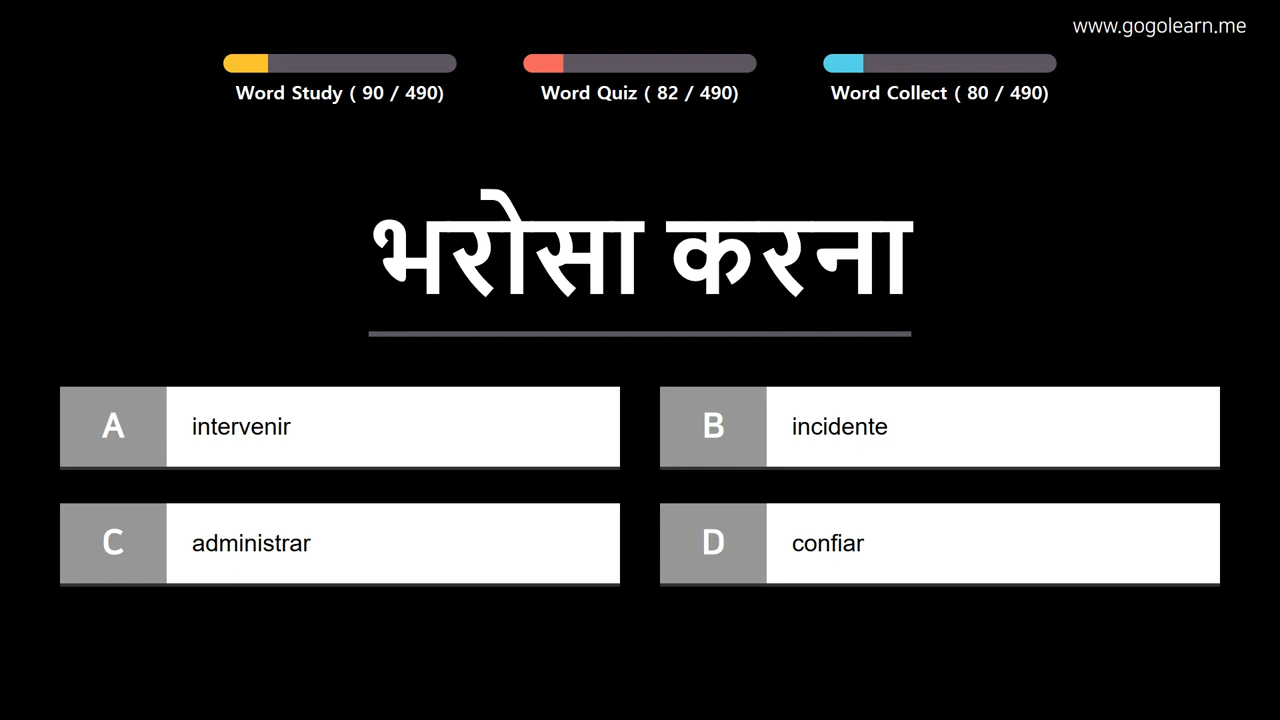 www.gogolearn.me
Word Study ( 90 / 490)
Word Quiz ( 82 / 490)
Word Collect ( 80 / 490)
भरोसा करना
A intervenir
B incidente
C administrar
D confiar